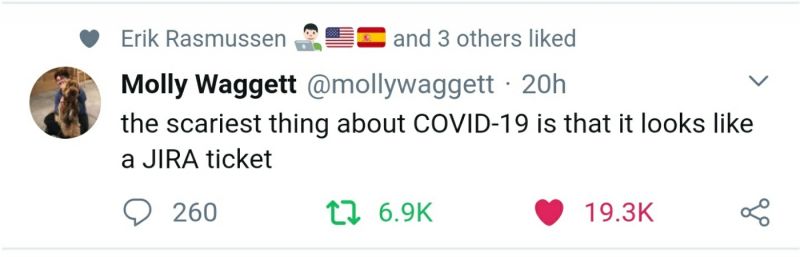 Erik Rasmussen 👨🏻‍💻🇺🇸🇪🇸 and 3 others liked
Molly Waggett @mollywaggett · 20h
the scariest thing about COVID-19 is that it looks like
a JIRA ticket
260 6.9K 19.3K